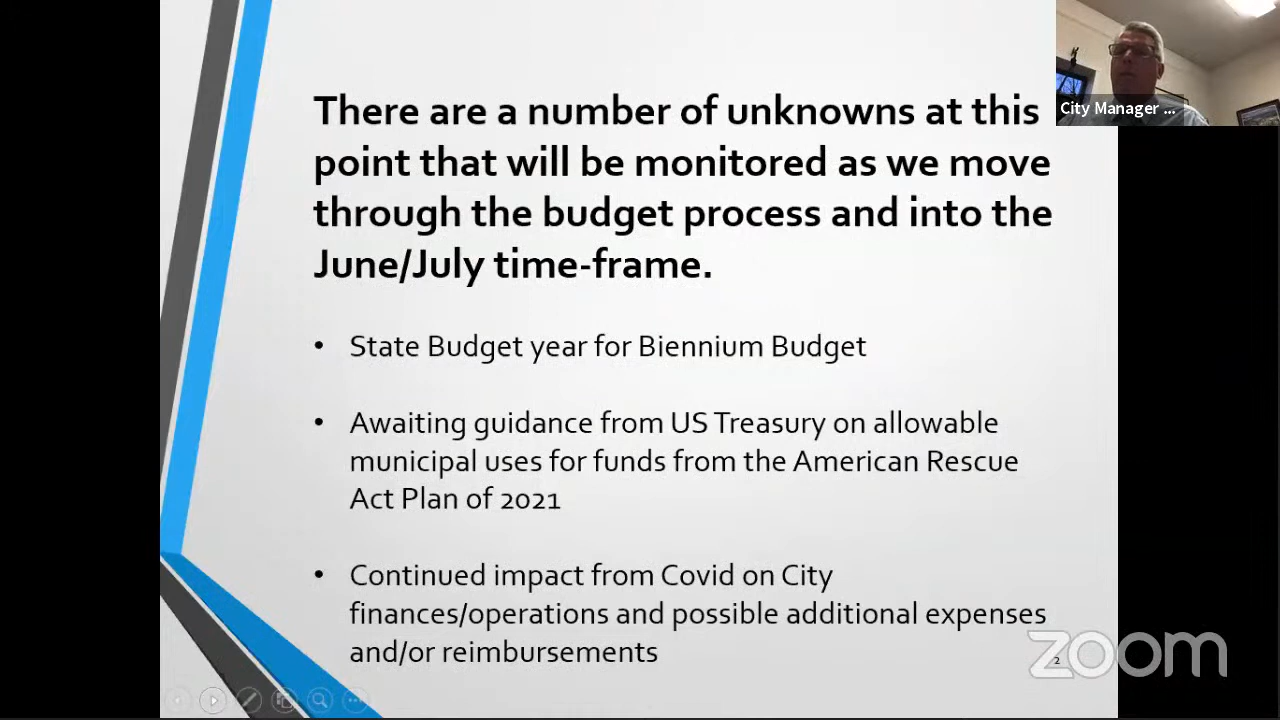 There are a number of unknowns at this
point that will be monitored as we move
through the budget process and into the
June/July time-frame.
• State Budget year for Biennium Budget
• Awaiting guidance from US Treasury on allowable
municipal uses for funds from the American Rescue
Act Plan of 2021
• Continued impact from Covid on City
finances/operations and possible additional expenses
and/or reimbursements
2
City Manager ...
zoom